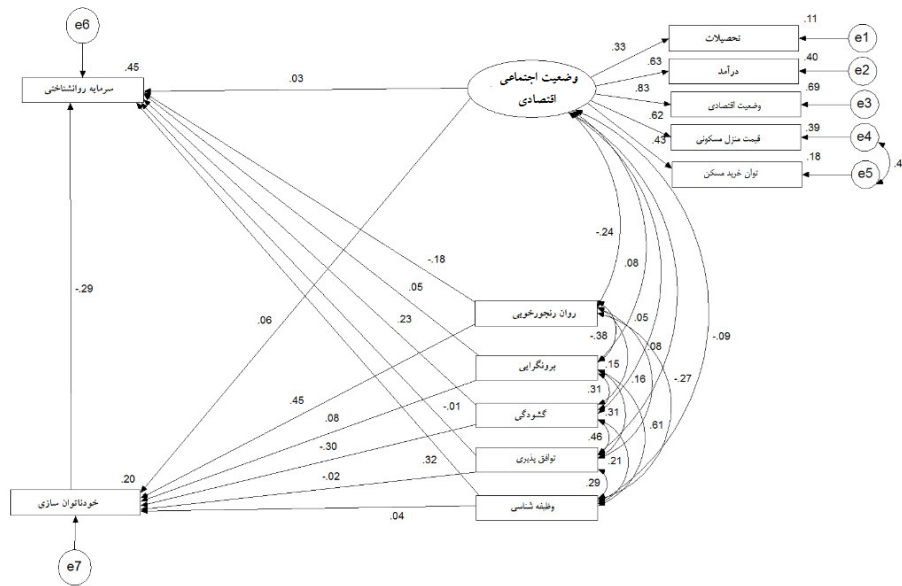 e6
.45
سرمایه روانشناختی
.03
وضعیت اجتماعی
اقتصادی
.33
.63
.83
.62
.43
.11
تحصیلات
e1
.40
درآمد
e2
.69
وضعیت اقتصادی
e3
.39
قیمت منزل مسکونی
e4
.18
توان خرید مسکن
e5
.4
-.24
.08
.05
.08
-.09
-.18
.05
.23
-.01
.32
-.29
.06
روان رنجورخویی
برونگرایی
گشودگی
توافق پذیری
وظیفه شناسی
-.38
.15
.16
-.27
.31
.31
.61
.46
.21
.29
.45
.08
-.30
-.02
.04
.20
خودناتوان سازی
e7